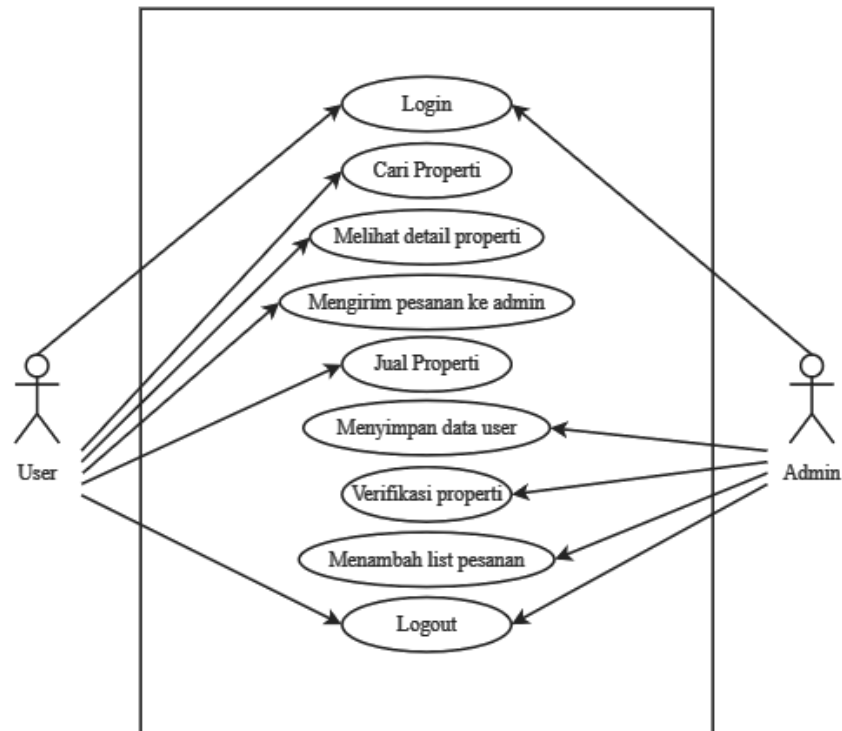 Login
Cari Properti
Melihat detail properti
Mengirim pesanan ke admin
Jual Properti
Menyimpan data user
Verifikasi properti
Menambah list pesanan
Logout
User
Admin